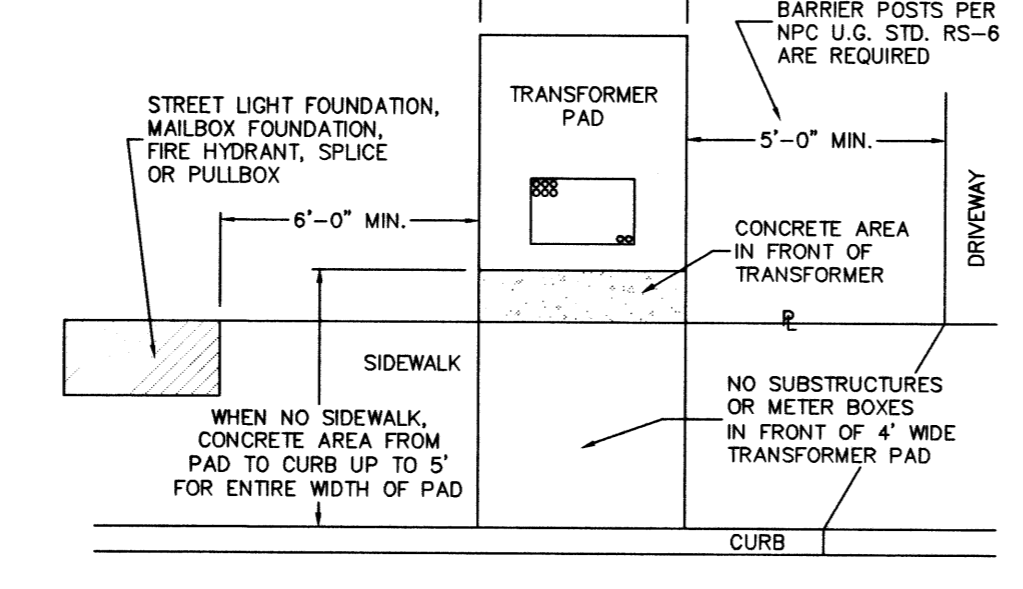 BARRIER POSTS PER
NPC U.G. STD. RS-6
ARE REQUIRED
STREET LIGHT FOUNDATION,
MAILBOX FOUNDATION,
FIRE HYDRANT, SPLICE
OR PULLBOX
TRANSFORMER
PAD
5'-0" MIN.
6'-0" MIN.
DRIVEWAY
CONCRETE AREA
IN FRONT OF
TRANSFORMER
PL
SIDEWALK
WHEN NO SIDEWALK,
CONCRETE AREA FROM
PAD TO CURB UP TO 5'
FOR ENTIRE WIDTH OF PAD
NO SUBSTRUCTURES
OR METER BOXES
IN FRONT OF 4' WIDE
TRANSFORMER PAD
CURB